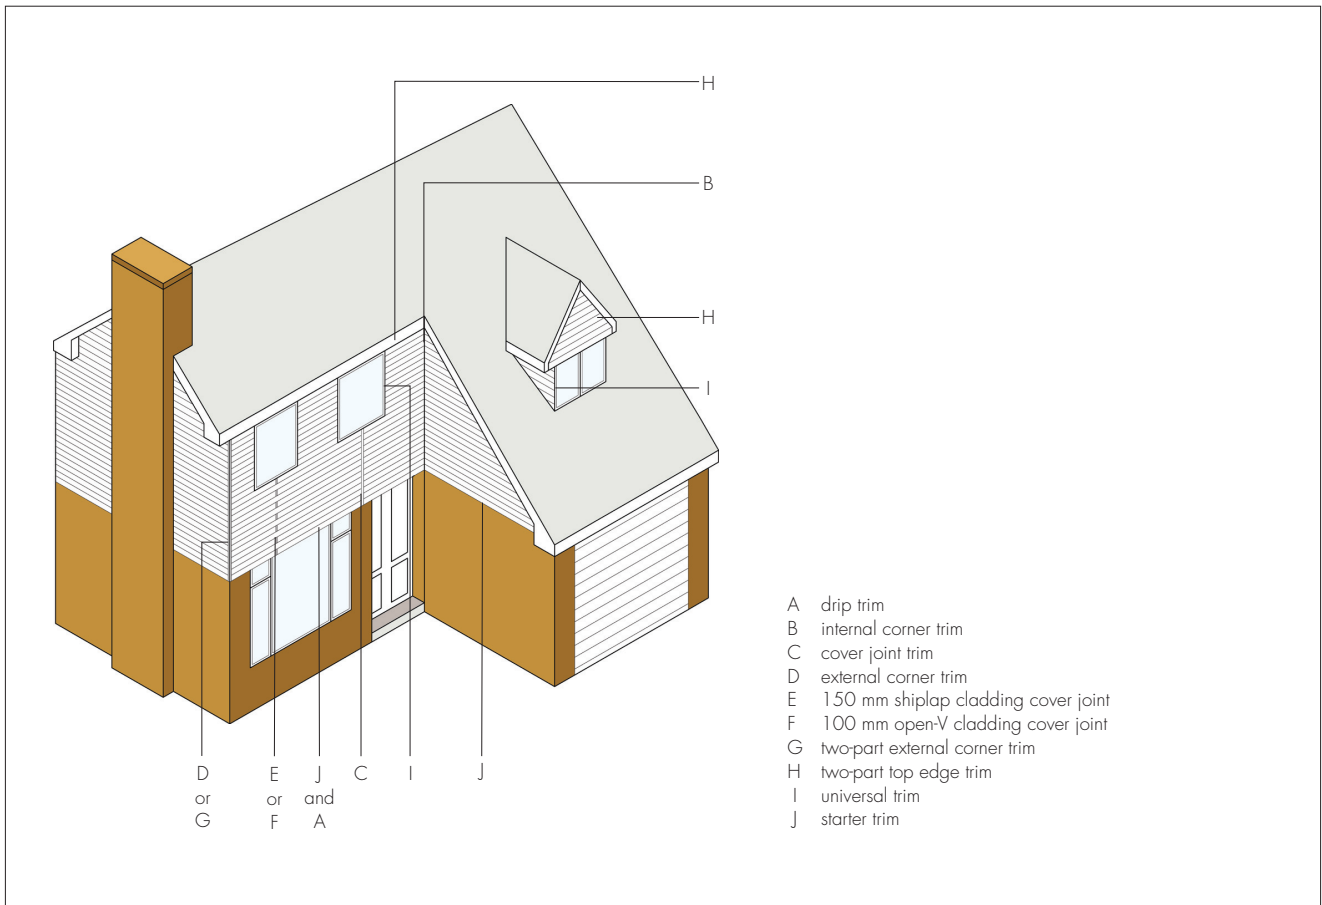 H
B
H
I
D E J C I J
or or and
G F A
A drip trim
B internal corner trim
C cover joint trim
D external corner trim
E 150 mm shiplap cladding cover joint
F 100 mm open-V cladding cover joint
G two-part external corner trim
H two-part top edge trim
I universal trim
J starter trim